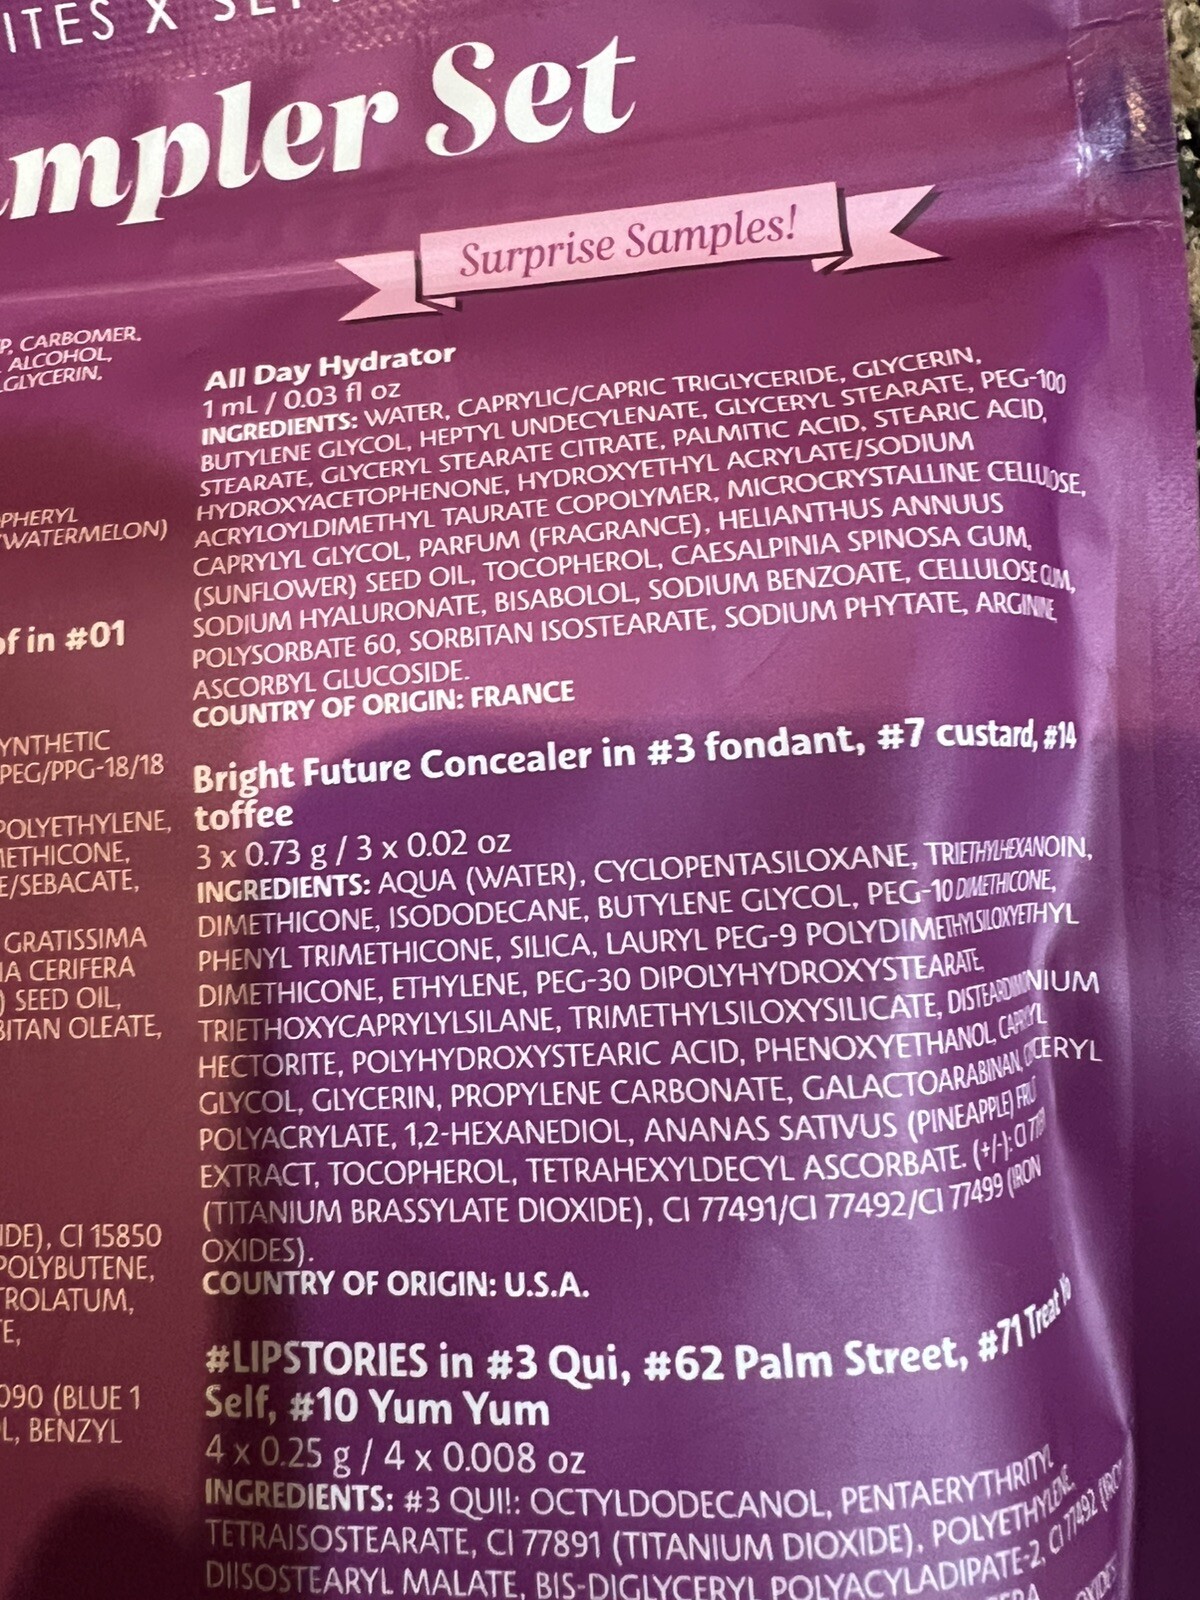 ITES X
mpler Set
Surprise Samples!
P, CARBOMER,
ALCOHOL,
GLYCERIN,
PHERYL
WATERMELON)
of in #01
YNTHETIC
PEG/PPG-18/18
POLYETHYLENE,
METHICONE,
E/SEBACATE,
GRATISSIMA
IA CERIFERA
) SEED OIL,
BITAN OLEATE,
IDE), CI 15850
POLYBUTENE,
TROLATUM,
TE,
090 (BLUE 1
L, BENZYL
All Day Hydrator
1 mL / 0.03 fl oz
INGREDIENTS: WATER, CAPRYLIC/CAPRIC TRIGLYCERIDE, GLYCERIN,
BUTYLENE GLYCOL, HEPTYL UNDECYLENATE, GLYCERYL STEARATE, PEG-100
STEARATE, GLYCERYL STEARATE CITRATE, PALMITIC ACID, STEARIC ACID,
HYDROXYACETOPHENONE, HYDROXYETHYL ACRYLATE/SODIUM
ACRYLOYLDIMETHYL TAURATE COPOLYMER, MICROCRYSTALLINE CELLULOSE,
CAPRYLYL GLYCOL, PARFUM (FRAGRANCE), HELIANTHUS ANNUUS
(SUNFLOWER) SEED OIL, TOCOPHEROL, CAESALPINIA SPINOSA GUM,
SODIUM HYALURONATE, BISABOLOL, SODIUM BENZOATE, CELLULOSE GUM,
POLYSORBATE 60, SORBITAN ISOSTEARATE, SODIUM PHYTATE, ARGININE,
ASCORBYL GLUCOSIDE.
COUNTRY OF ORIGIN: FRANCE
Bright Future Concealer in #3 fondant, #7 custard, #14
toffee
3 x 0.73 g / 3 x 0.02 oz
INGREDIENTS: AQUA (WATER), CYCLOPENTASILOXANE, TRIETHYLHEXANOIN,
DIMETHICONE, ISODODECANE, BUTYLENE GLYCOL, PEG-10 DIMETHICONE,
PHENYL TRIMETHICONE, SILICA, LAURYL PEG-9 POLYDIMETHYLSILOXYETHYL
DIMETHICONE, ETHYLENE, PEG-30 DIPOLYHYDROXYSTEARATE,
TRIETHOXYCAPRYLYLSILANE, TRIMETHYLSILOXYSILICATE, DISTEARDIMONIUM
HECTORITE, POLYHYDROXYSTEARIC ACID, PHENOXYETHANOL, CAPRYLYL
GLYCOL, GLYCERIN, PROPYLENE CARBONATE, GALACTOARABINAN, GLYCERYL
POLYACRYLATE, 1,2-HEXANEDIOL, ANANAS SATIVUS (PINEAPPLE) FRUIT
EXTRACT, TOCOPHEROL, TETRAHEXYLDECYL ASCORBATE. (+/-): CI
(TITANIUM BRASSYLATE DIOXIDE), CI 77491/CI 77492/CI 77499 (IRON
OXIDES).
COUNTRY OF ORIGIN: U.S.A.
#LIPSTORIES in #3 Qui, #62 Palm Street, #71 Treat Yo
Self, #10 Yum Yum
4 x 0.25 g / 4 x 0.008 oz
INGREDIENTS: #3 QUI!: OCTYLDODECANOL, PENTAERYTHRITYL
TETRAISOSTEARATE, CI 77891 (TITANIUM DIOXIDE), POLYETHYLENE,
DIISOSTEARYL MALATE, BIS-DIGLYCERYL POLYACYLADIPATE-2, CI 77492